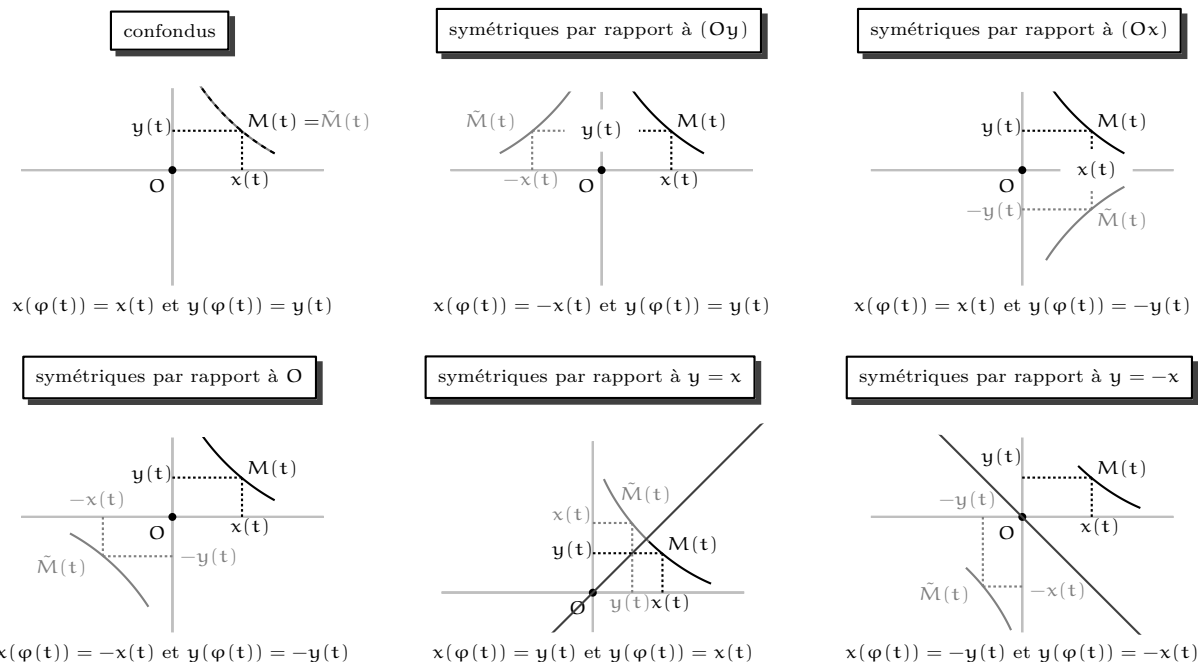 confondus
M(t) =M̃(t)
y(t)
O
x(t)
x(φ(t)) = x(t) et y(φ(t)) = y(t)
symétriques par rapport à (Oy)
M̃(t)
y(t)
M(t)
−x(t)
O
x(t)
x(φ(t)) = −x(t) et y(φ(t)) = y(t)
symétriques par rapport à (Ox)
y(t)
M(t)
x(t)
O
−y(t)
M̃(t)
x(φ(t)) = x(t) et y(φ(t)) = −y(t)
symétriques par rapport à O
y(t)
M(t)
−x(t)
O
x(t)
M̃(t)
−y(t)
x(φ(t)) = −x(t) et y(φ(t)) = −y(t)
symétriques par rapport à y = x
M̃(t)
x(t)
y(t)
M(t)
O
y(t)
x(t)
x(φ(t)) = y(t) et y(φ(t)) = x(t)
symétriques par rapport à y = −x
y(t)
M(t)
−y(t)
O
x(t)
M̃(t)
−x(t)
x(φ(t)) = −y(t) et y(φ(t)) = −x(t)